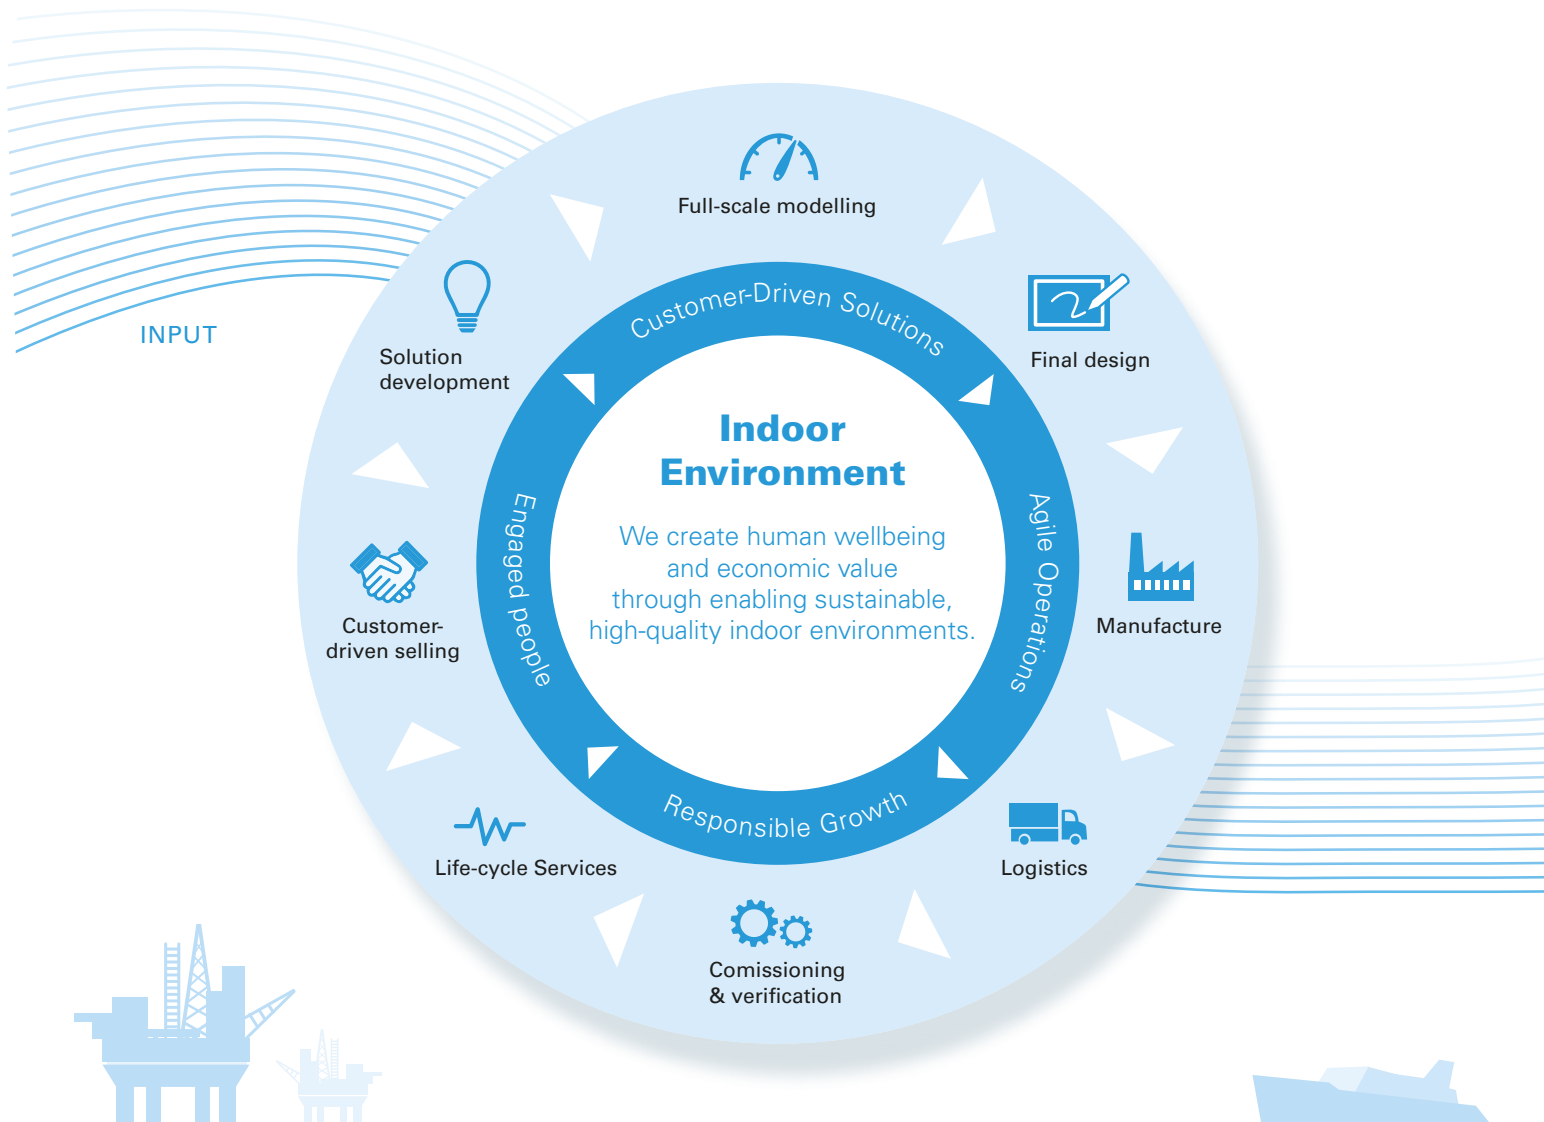 Full-scale modelling
Customer-Driven Solutions
INPUT
Solution
development
Final design
Indoor
Environment
We create human wellbeing
and economic value
through enabling sustainable,
high-quality indoor environments.
Engaged people
Agile Operations
Customer-
driven selling
Manufacture
Responsible Growth
Life-cycle Services
Logistics
Comissioning
& verification